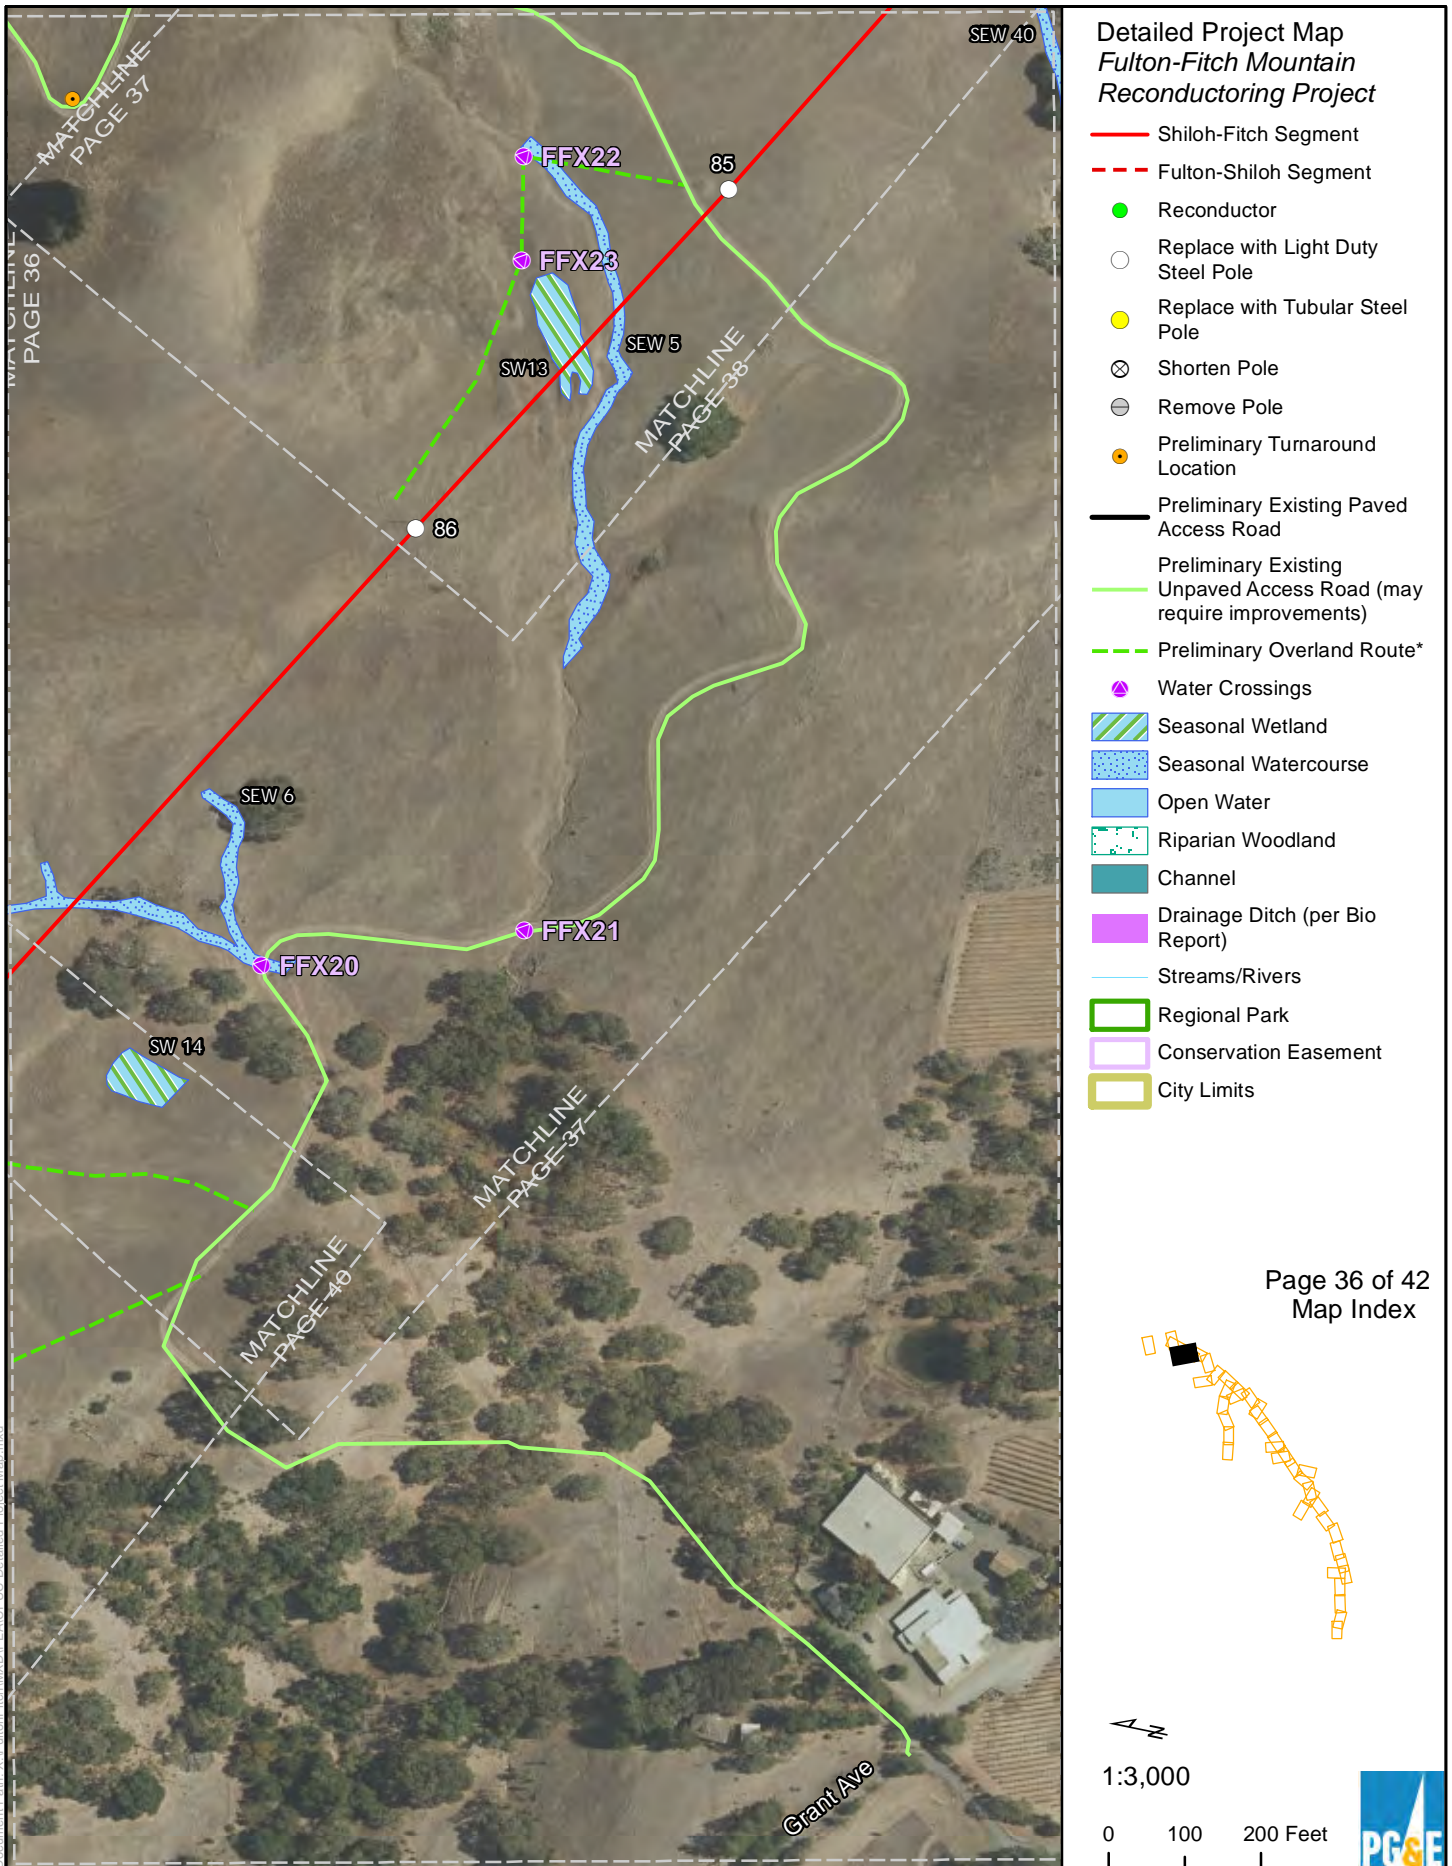 Detailed Project Map
Fulton-Fitch Mountain
Reconductoring Project
Shiloh-Fitch Segment
Fulton-Shiloh Segment
Reconductor
Replace with Light Duty
Steel Pole
Replace with Tubular Steel
Pole
Shorten Pole
Remove Pole
Preliminary Turnaround
Location
Preliminary Existing Paved
Access Road
Preliminary Existing
Unpaved Access Road (may
require improvements)
Preliminary Overland Route*
Water Crossings
Seasonal Wetland
Seasonal Watercourse
Open Water
Riparian Woodland
Channel
Drainage Ditch (per Bio
Report)
Streams/Rivers
Regional Park
Conservation Easement
City Limits
Page 36 of 42
Map Index
N
1:3,000
0 100 200 Feet
PG&E
SEW 40
MATCHLINE
PAGE 37
FFX22
85
MATCHLINE
PAGE 36
FFX23
SEW 5
SW13
MATCHLINE
PAGE 38
86
SEW 6
FFX21
FFX20
SW 14
MATCHLINE
PAGE 37
MATCHLINE
PAGE 40
Grant Ave